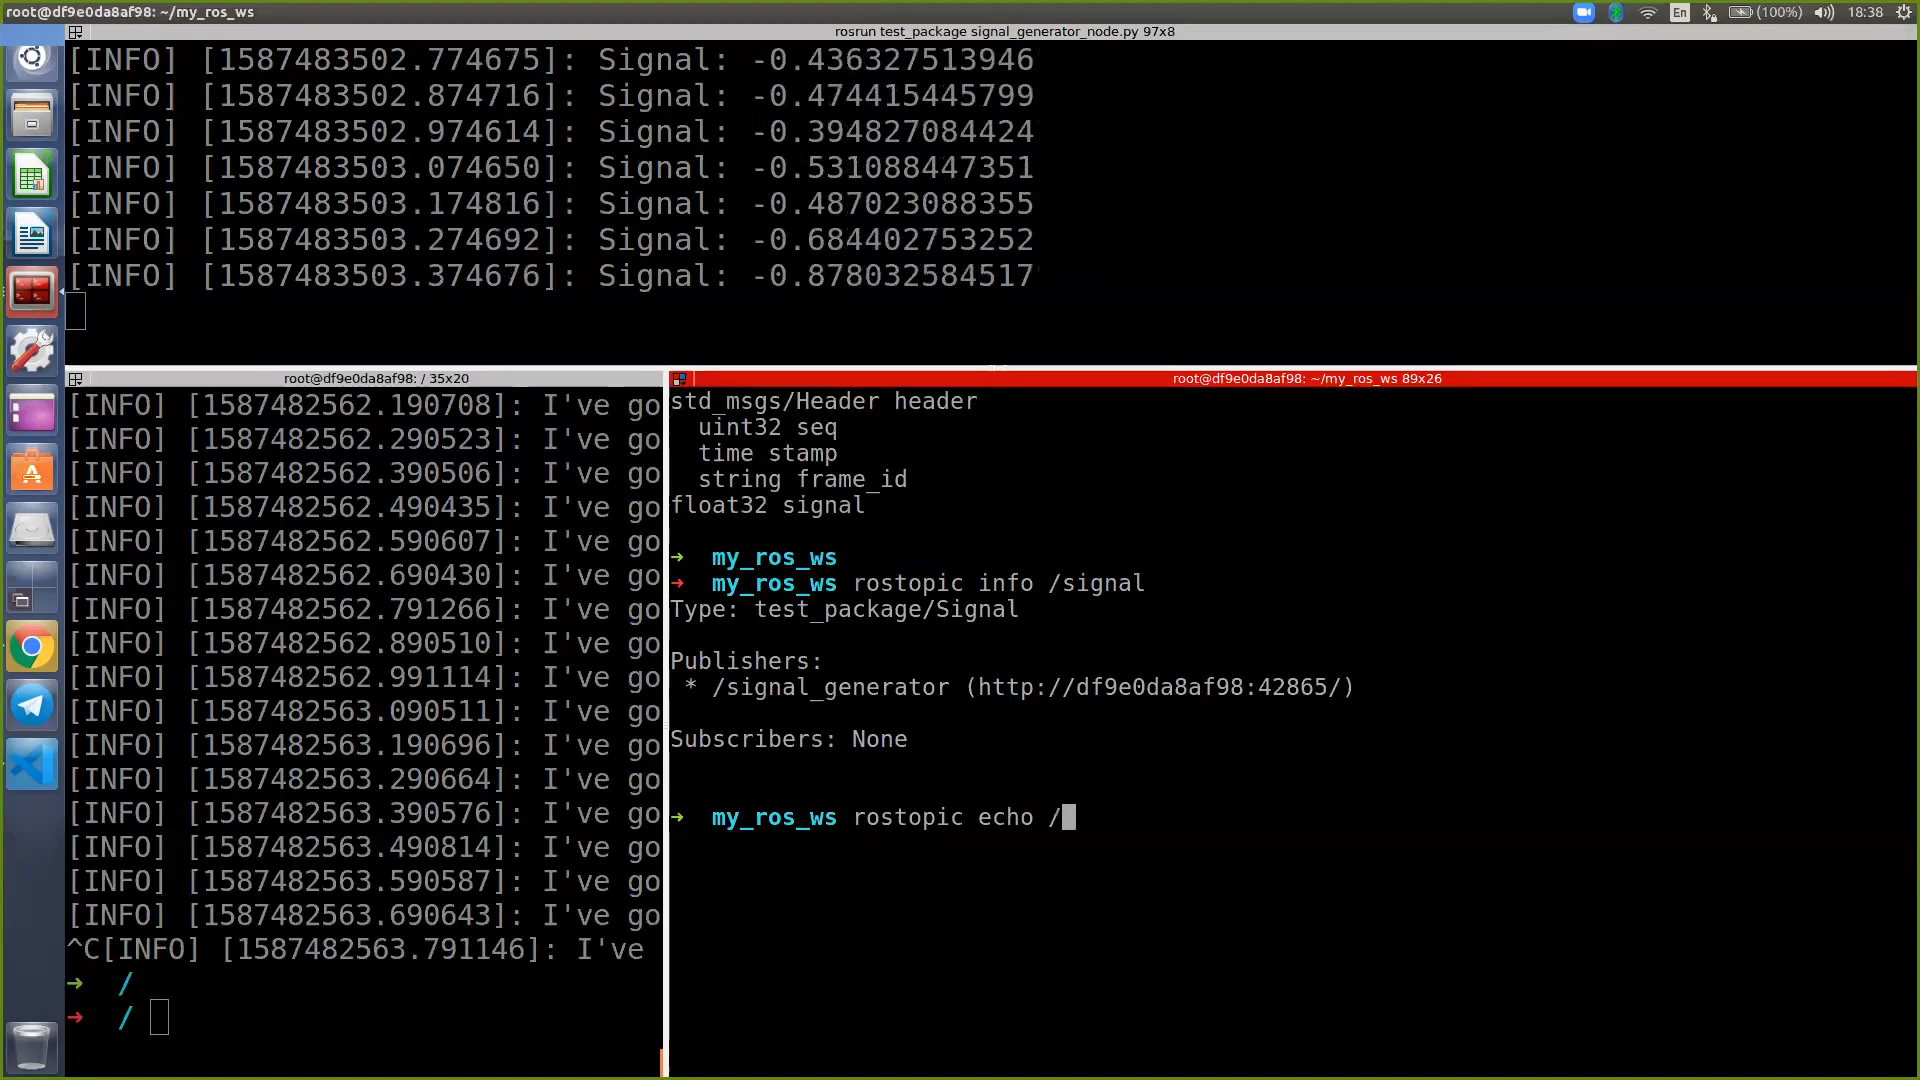 root@df9e0da8af98: ~/my_ros_ws
En
(100%)
18:38
rosrun test_package signal_generator_node.py 97x8
[INFO] [1587483502.774675]: Signal: -0.436327513946
[INFO] [1587483502.874716]: Signal: -0.474415445799
[INFO] [1587483502.974614]: Signal: -0.394827084424
[INFO] [1587483503.074650]: Signal: -0.531088447351
[INFO] [1587483503.174816]: Signal: -0.487023088355
[INFO] [1587483503.274692]: Signal: -0.684402753252
[INFO] [1587483503.374676]: Signal: -0.878032584517
root@df9e0da8af98: / 35x20
[INFO] [1587482562.190708]: I've go
[INFO] [1587482562.290523]: I've go
[INFO] [1587482562.390506]: I've go
[INFO] [1587482562.490435]: I've go
[INFO] [1587482562.590607]: I've go
[INFO] [1587482562.690430]: I've go
[INFO] [1587482562.791266]: I've go
[INFO] [1587482562.890510]: I've go
[INFO] [1587482562.991114]: I've go
[INFO] [1587482563.090511]: I've go
[INFO] [1587482563.190696]: I've go
[INFO] [1587482563.290664]: I've go
[INFO] [1587482563.390576]: I've go
[INFO] [1587482563.490814]: I've go
[INFO] [1587482563.590587]: I've go
[INFO] [1587482563.690643]: I've go
^C[INFO] [1587482563.791146]: I've
➜ /
➜ /
root@df9e0da8af98: ~/my_ros_ws 89x26
std_msgs/Header header
  uint32 seq
  time stamp
  string frame_id
float32 signal
➜ my_ros_ws
➜ my_ros_ws rostopic info /signal
Type: test_package/Signal
Publishers:
 * /signal_generator (http://df9e0da8af98:42865/)
Subscribers: None
➜ my_ros_ws rostopic echo /